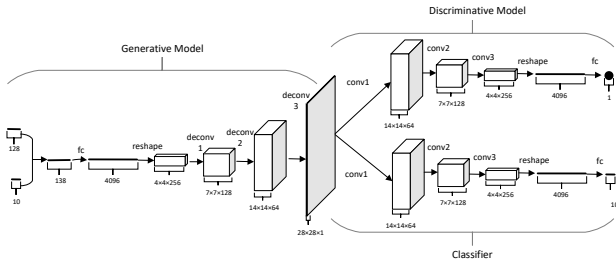 Generative Model
Discriminative Model
128
10
138
fc
4096
reshape
4×4×256
deconv
1
7×7×128
deconv
2
14×14×64
deconv
3
28×28×1
conv1
14×14×64
conv2
7×7×128
conv3
4×4×256
reshape
4096
fc
1
conv1
14×14×64
conv2
7×7×128
conv3
4×4×256
reshape
4096
fc
10
Classifier